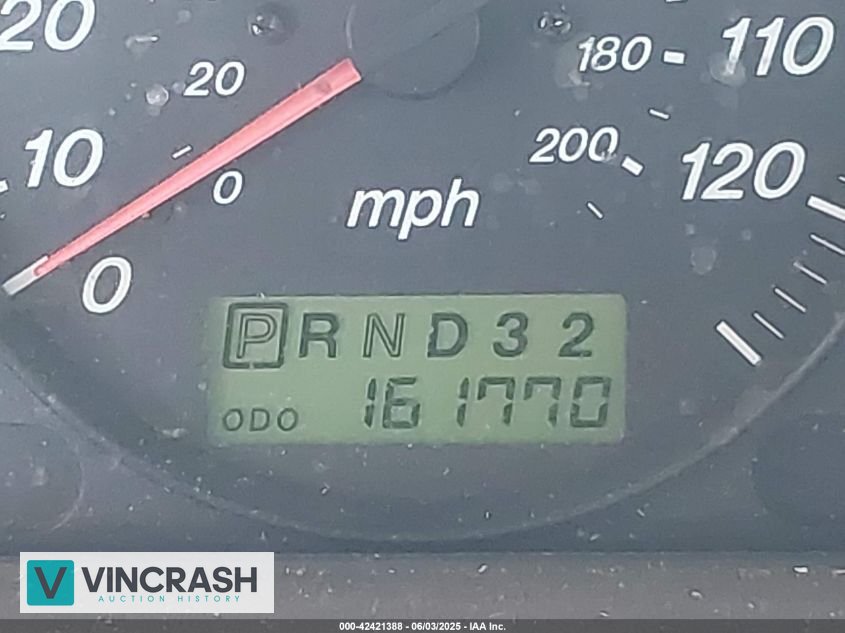 20
20
180
110
10
0
200
120
mph
0
P R N D 3 2
ODO 161770
VINCRASH
AUCTION HISTORY
000-42421388 - 06/03/2025 - IAA Inc.